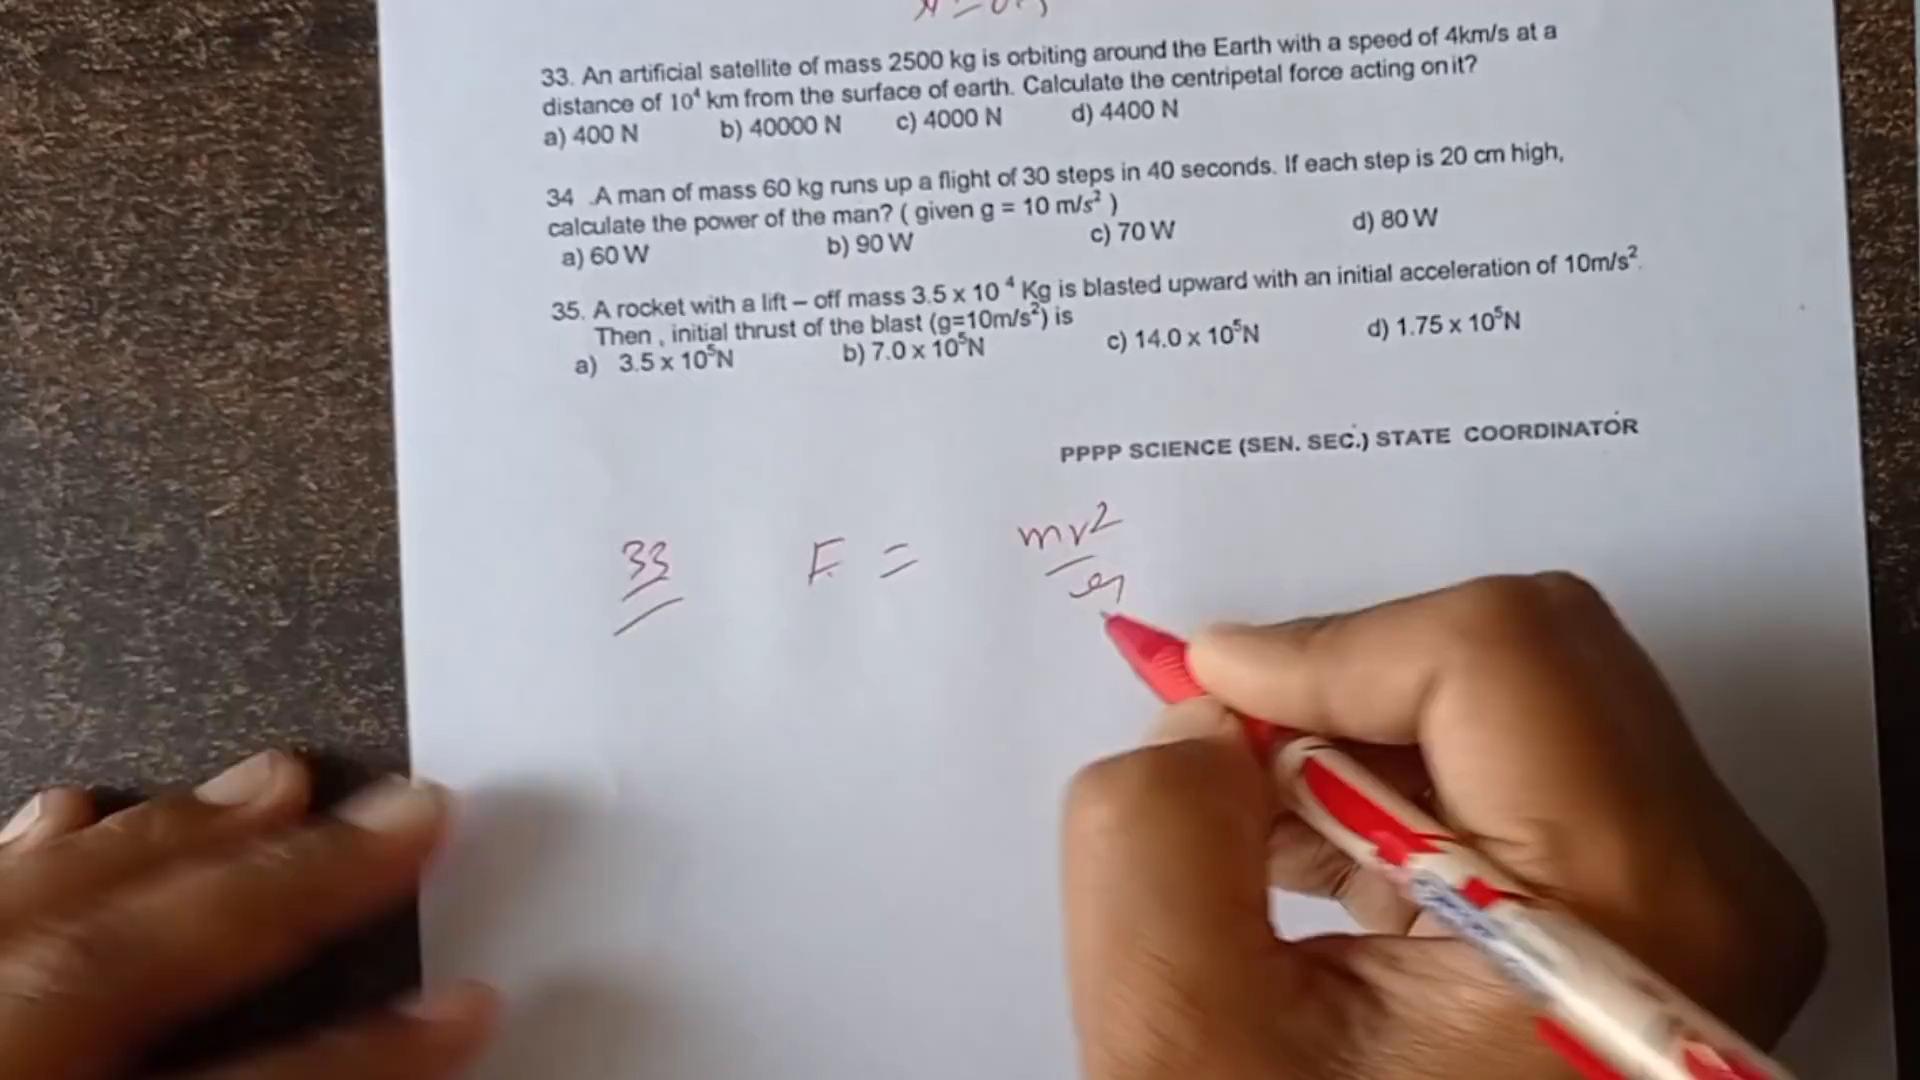 33. An artificial satellite of mass 2500 kg is orbiting around the Earth with a speed of 4km/s at a
distance of 10⁴ km from the surface of earth. Calculate the centripetal force acting on it?
a) 400 N b) 40000 N c) 4000 N d) 4400 N
34 .A man of mass 60 kg runs up a flight of 30 steps in 40 seconds. If each step is 20 cm high,
calculate the power of the man? ( given g = 10 m/s² )
a) 60 W b) 90 W c) 70 W d) 80 W
35. A rocket with a lift – off mass 3.5 x 10 ⁴ Kg is blasted upward with an initial acceleration of 10m/s².
Then , initial thrust of the blast (g=10m/s²) is
a) 3.5 x 10⁵N b) 7.0 x 10⁵N c) 14.0 x 10⁵N d) 1.75 x 10⁵N
PPPP SCIENCE (SEN. SEC.) STATE COORDINATOR
33 F = mv²
r